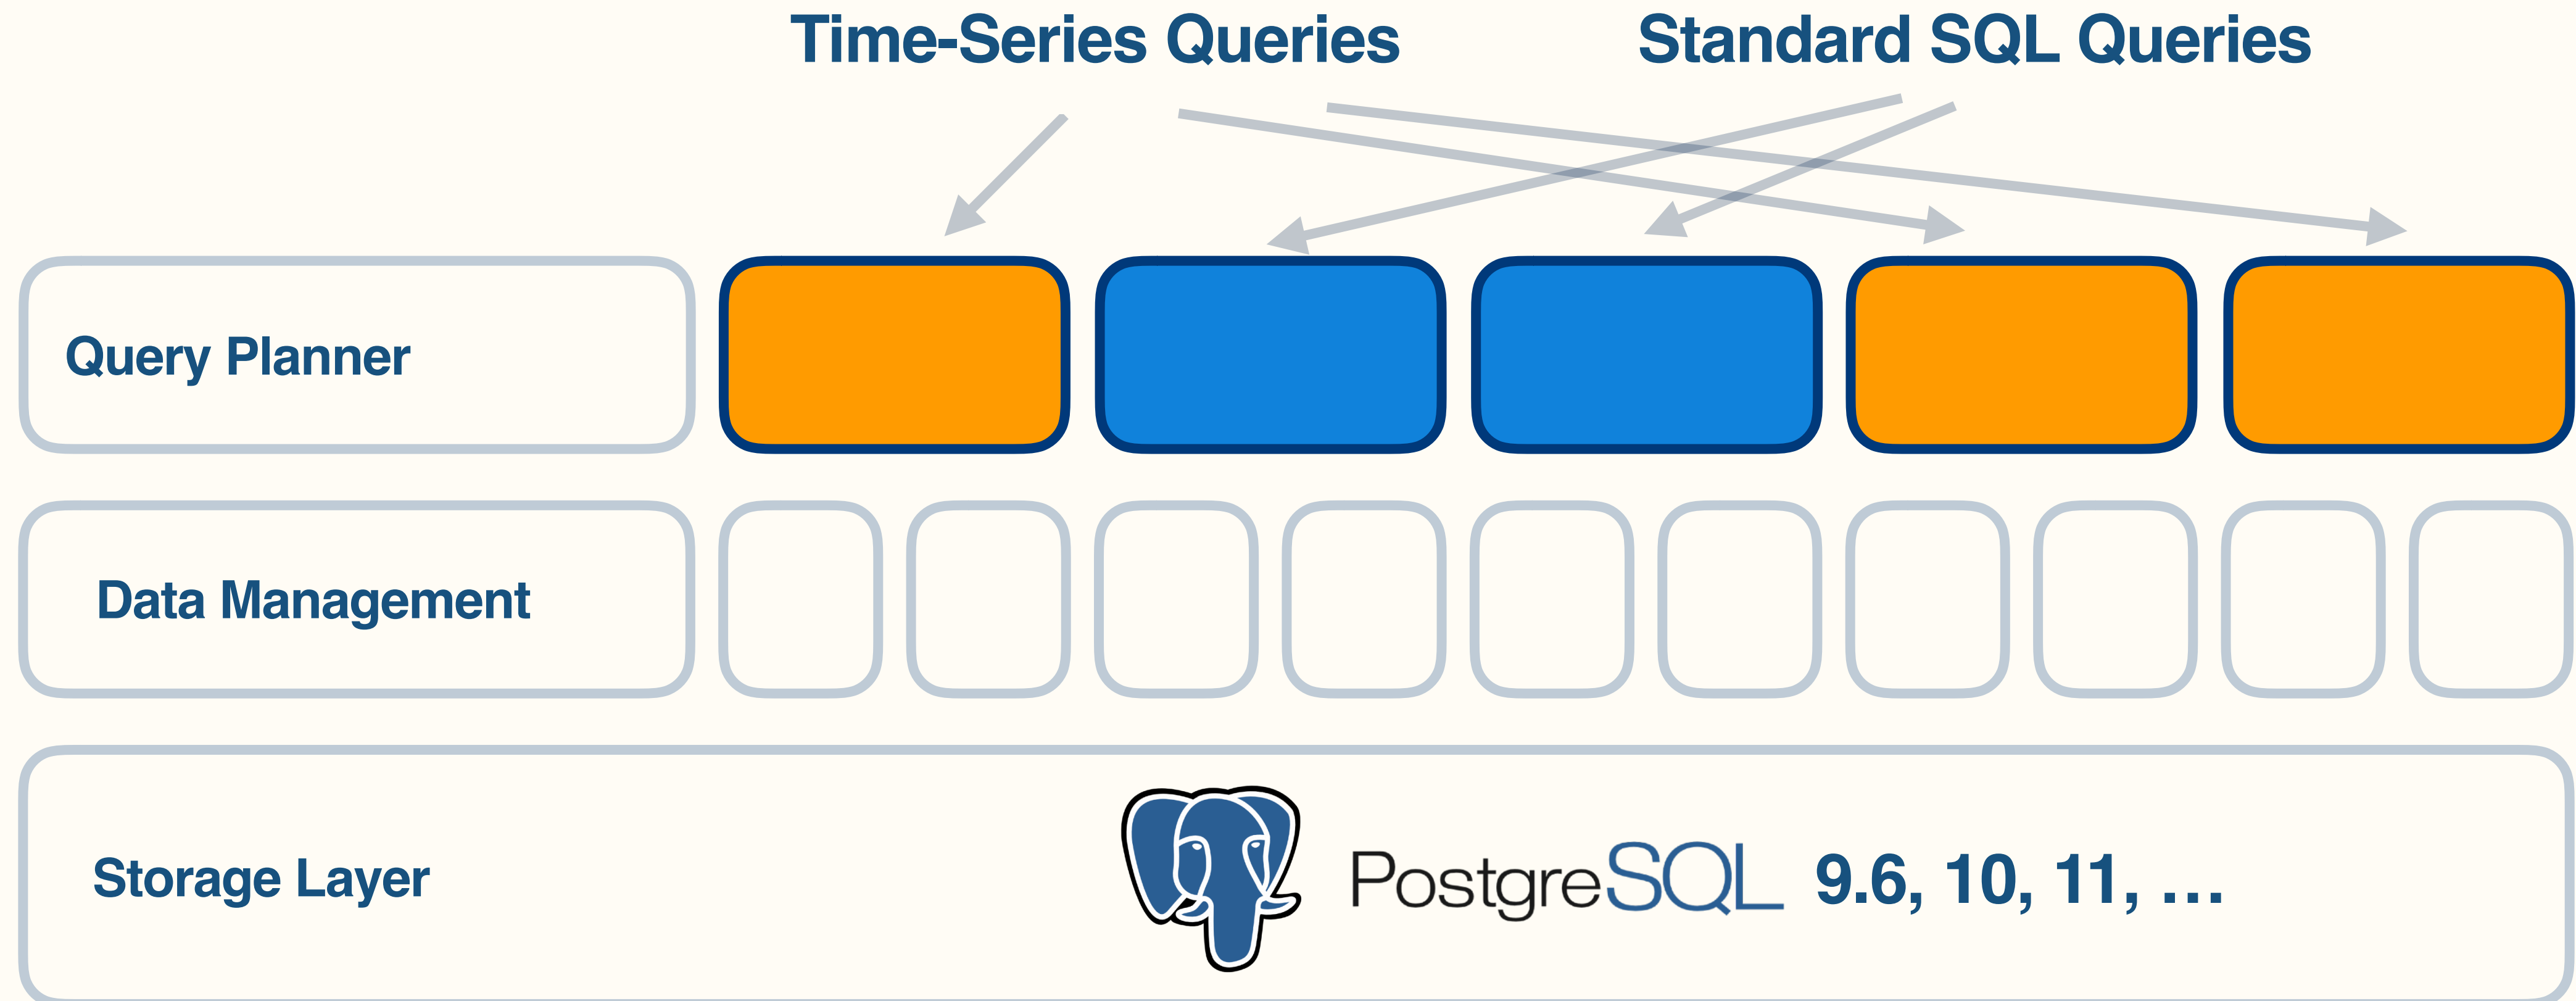 Time-Series Queries
Standard SQL Queries
Query Planner
Data Management
Storage Layer
PostgreSQL 9.6, 10, 11, …